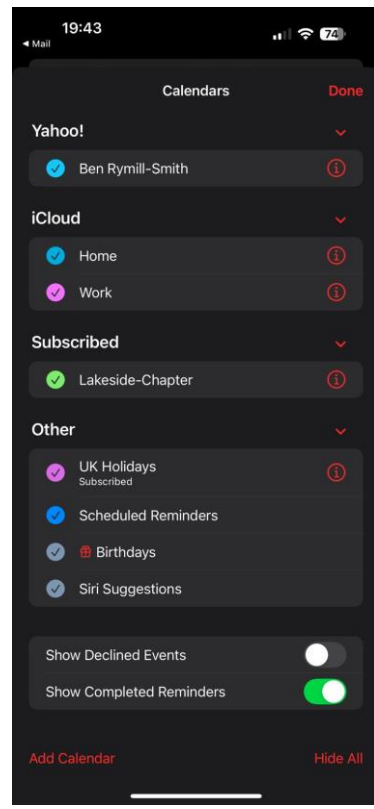 19:43
◀ Mail
74
Calendars
Done
Yahoo!
Ben Rymill-Smith
iCloud
Home
Work
Subscribed
Lakeside-Chapter
Other
UK Holidays
Subscribed
Scheduled Reminders
Birthdays
Siri Suggestions
Show Declined Events
Show Completed Reminders
Add Calendar
Hide All